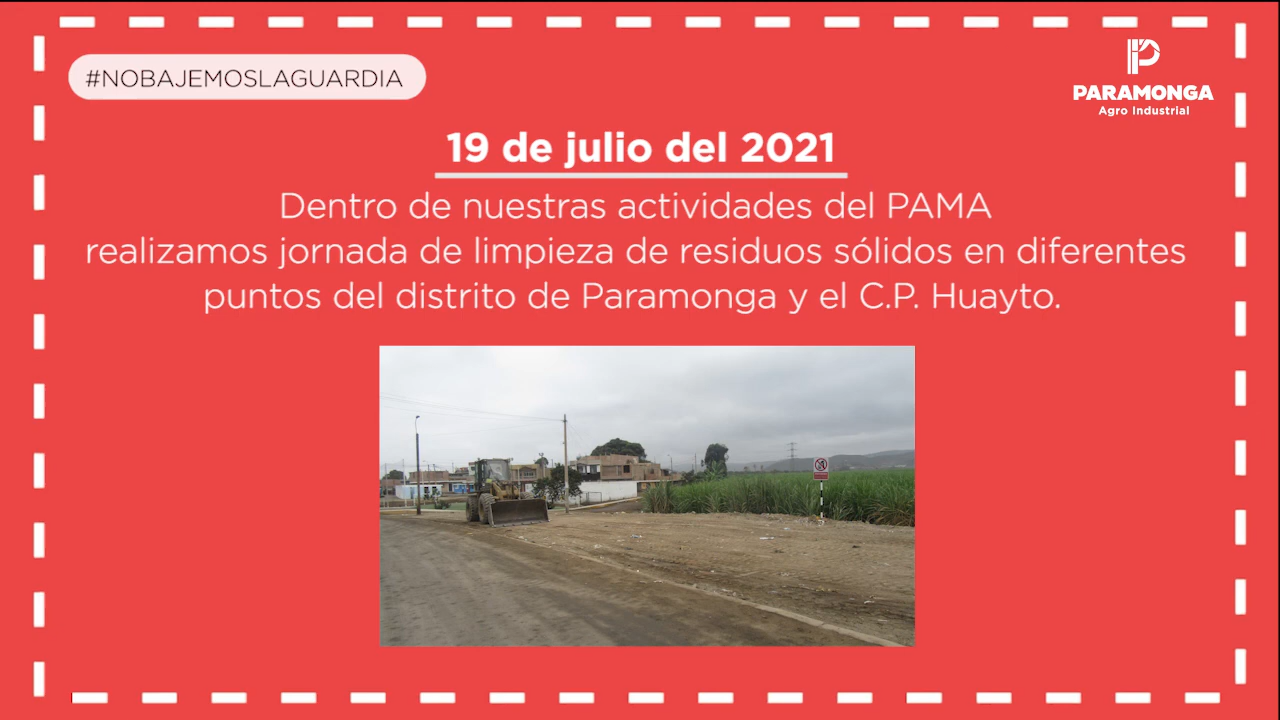 #NOBAJEMOSLAGUARDIA
PARAMONGA
Agro Industrial
19 de julio del 2021
Dentro de nuestras actividades del PAMA
realizamos jornada de limpieza de residuos sólidos en diferentes
puntos del distrito de Paramonga y el C.P. Huayto.